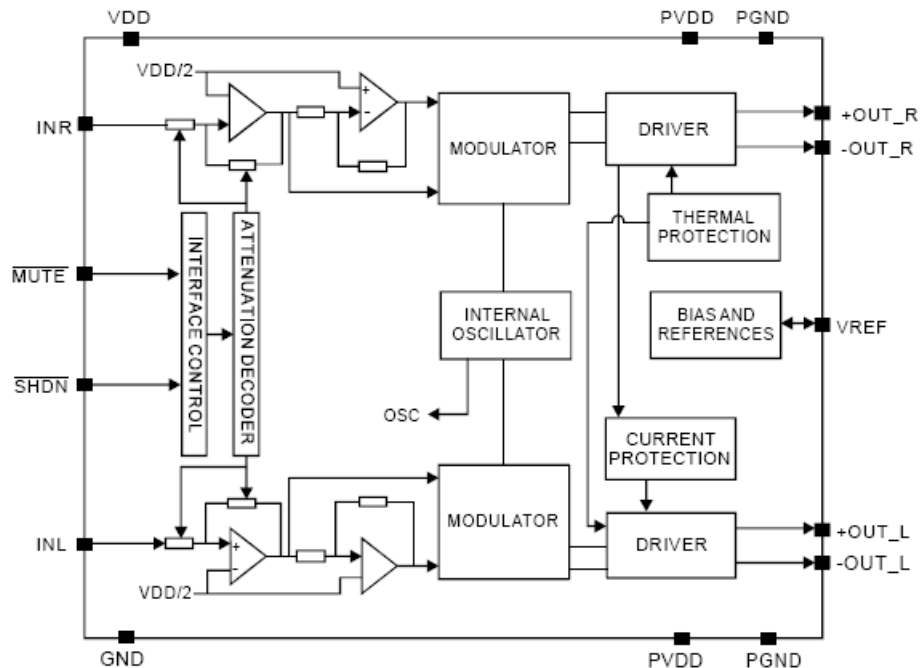 VDD
PVDD
PGND
VDD/2
+
-
INR
MODULATOR
DRIVER
+OUT_R
-OUT_R
THERMAL
PROTECTION
MUTE
INTERFACE CONTROL
ATTENUATION DECODER
INTERNAL
OSCILLATOR
BIAS AND
REFERENCES
VREF
SHDN
OSC
CURRENT
PROTECTION
INL
+
-
MODULATOR
DRIVER
+OUT_L
-OUT_L
VDD/2
GND
PVDD
PGND